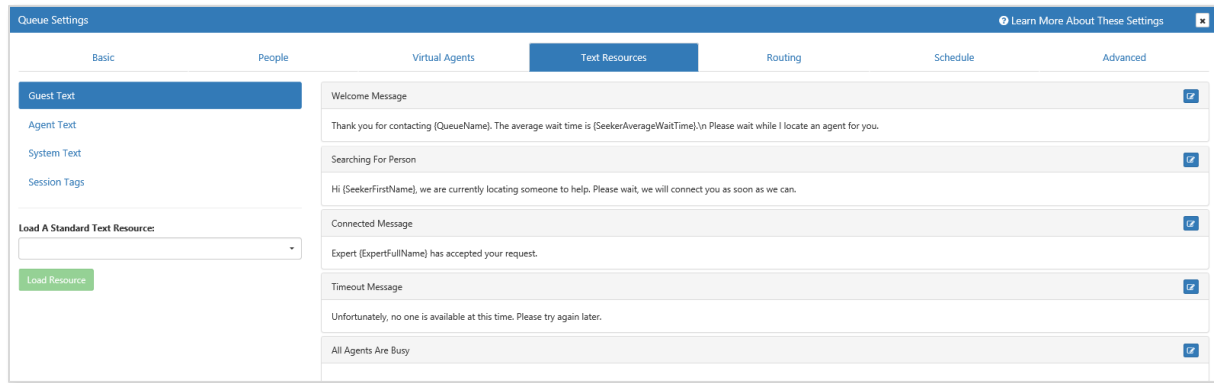 Queue Settings
Learn More About These Settings
Basic
People
Virtual Agents
Text Resources
Routing
Schedule
Advanced
Guest Text
Agent Text
System Text
Session Tags
Load A Standard Text Resource:
Load Resource
Welcome Message
Thank you for contacting {QueueName}. The average wait time is {SeekerAverageWaitTime}.\n Please wait while I locate an agent for you.
Searching For Person
Hi {SeekerFirstName}, we are currently locating someone to help. Please wait, we will connect you as soon as we can.
Connected Message
Expert {ExpertFullName} has accepted your request.
Timeout Message
Unfortunately, no one is available at this time. Please try again later.
All Agents Are Busy